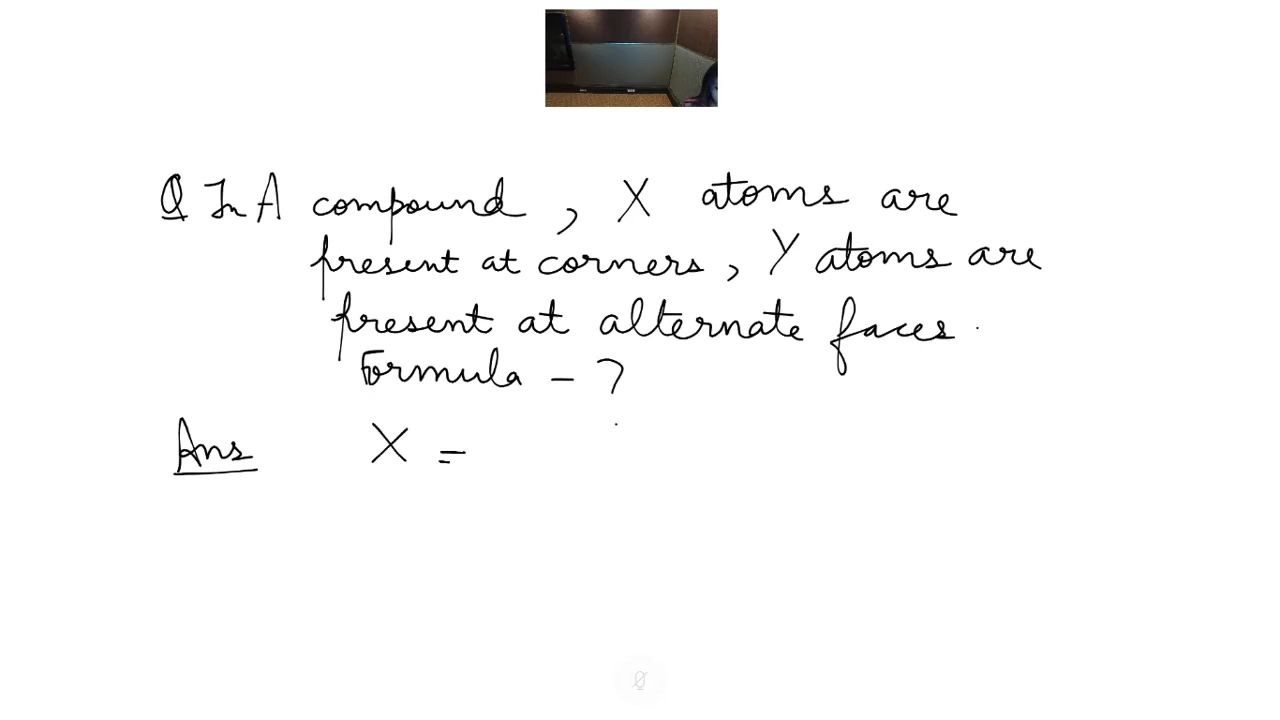 Q In A compound, X atoms are
present at corners, Y atoms are
present at alternate faces.
Formula - ?
Ans X =